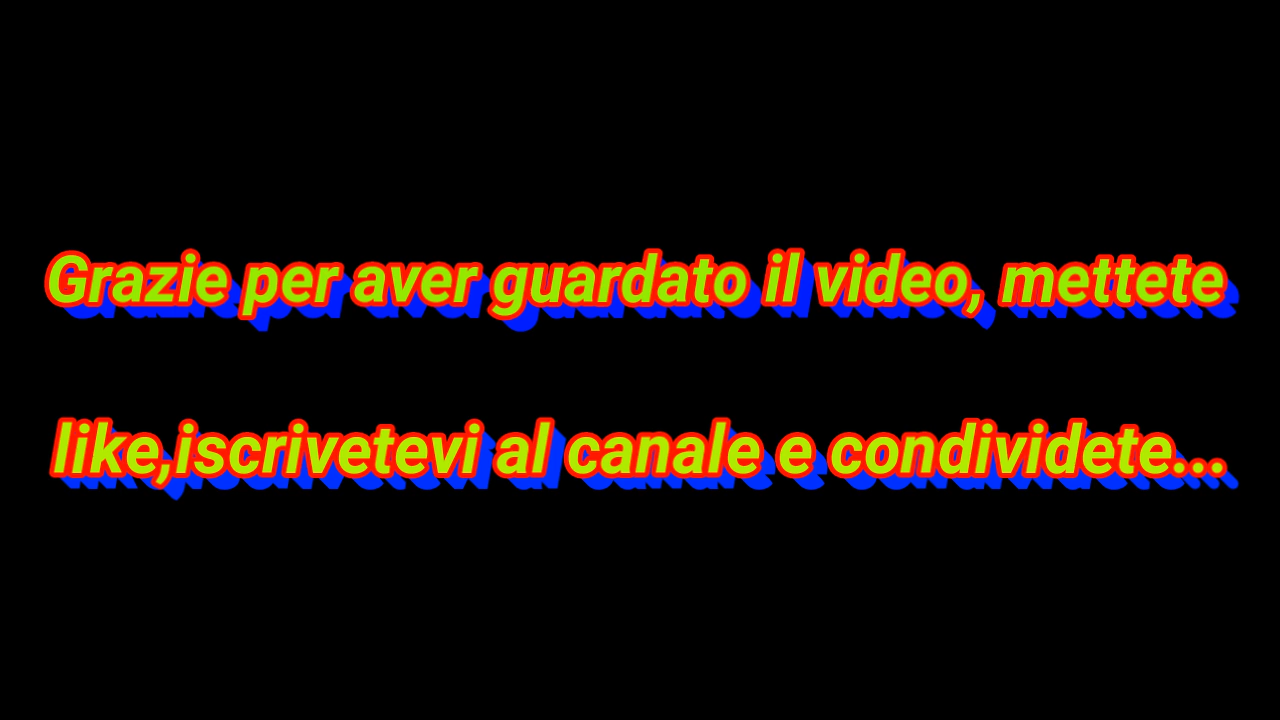 Grazie per aver guardato il video, mettete
like,iscrivetevi al canale e condividete...